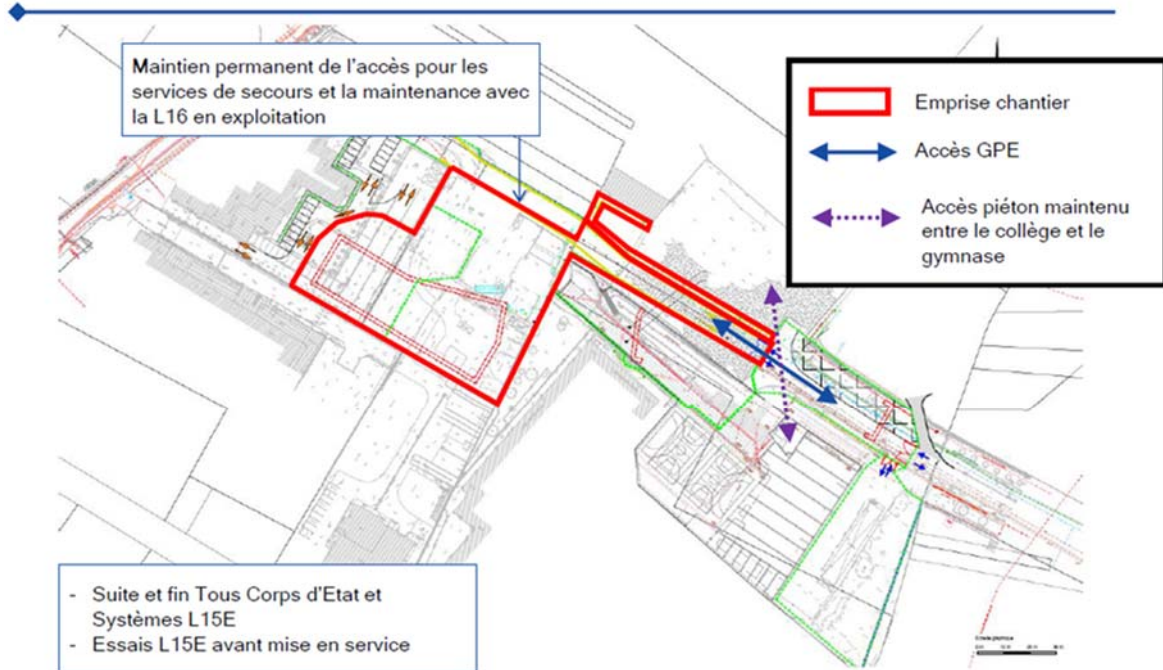 Maintien permanent de l'accès pour les
services de secours et la maintenance avec
la L16 en exploitation
Emprise chantier
Accès GPE
Accès piéton maintenu
entre le collège et le
gymnase
- Suite et fin Tous Corps d'Etat et
Systèmes L15E
- Essais L15E avant mise en service